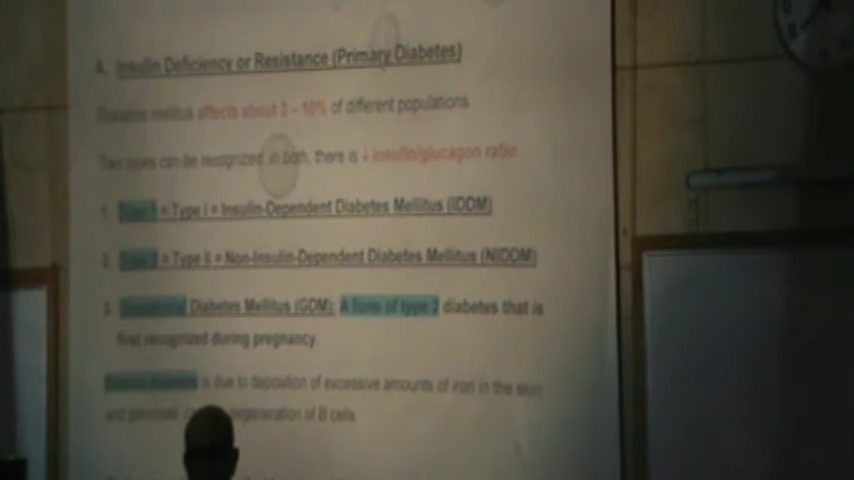 A. Insulin Deficiency or Resistance (Primary Diabetes)
Diabetes mellitus affects about 3 – 10% of different populations.
Two types can be recognized, in both, there is ↓ insulin/glucagon ratio
1. Type 1 = Type I = Insulin-Dependent Diabetes Mellitus (IDDM)
2. Type 2 = Type II = Non-Insulin-Dependent Diabetes Mellitus (NIDDM)
3. Gestational Diabetes Mellitus (GDM): A form of type 2 diabetes that is
first recognized during pregnancy.
is due to deposition of excessive amounts of iron in the skin
and degeneration of B cells.